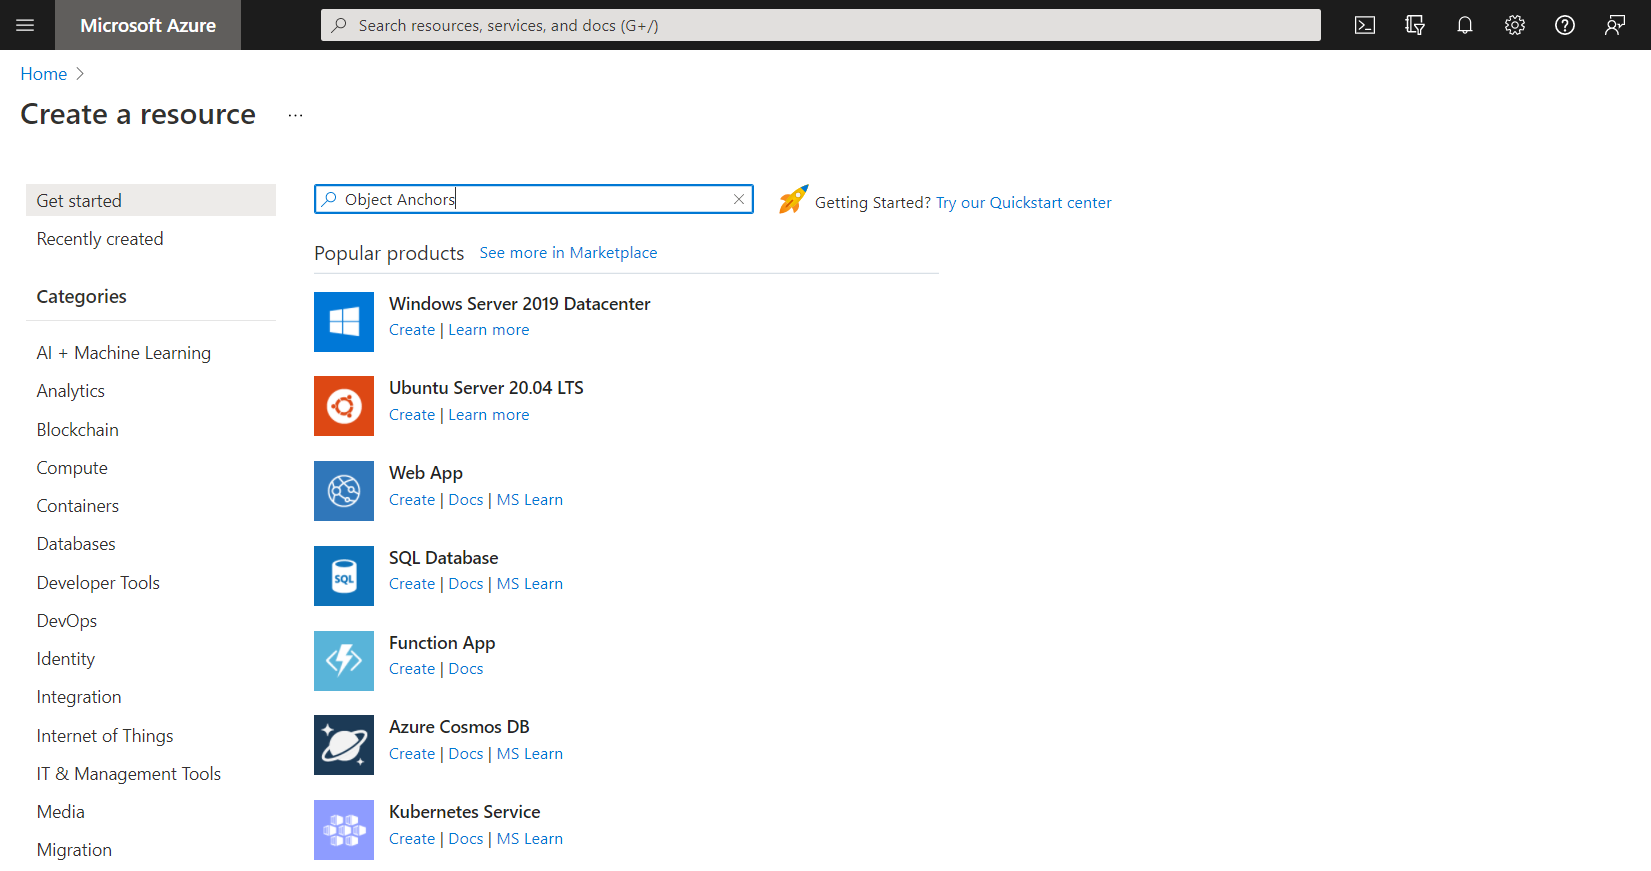 Microsoft Azure
Search resources, services, and docs (G+/)
Home
Create a resource
...
Get started
Recently created
Categories
AI + Machine Learning
Analytics
Blockchain
Compute
Containers
Databases
Developer Tools
DevOps
Identity
Integration
Internet of Things
IT & Management Tools
Media
Migration
Object Anchors
Getting Started? Try our Quickstart center
Popular products See more in Marketplace
Windows Server 2019 Datacenter
Create | Learn more
Ubuntu Server 20.04 LTS
Create | Learn more
Web App
Create | Docs | MS Learn
SQL
SQL Database
Create | Docs | MS Learn
Function App
Create | Docs
Azure Cosmos DB
Create | Docs | MS Learn
Kubernetes Service
Create | Docs | MS Learn